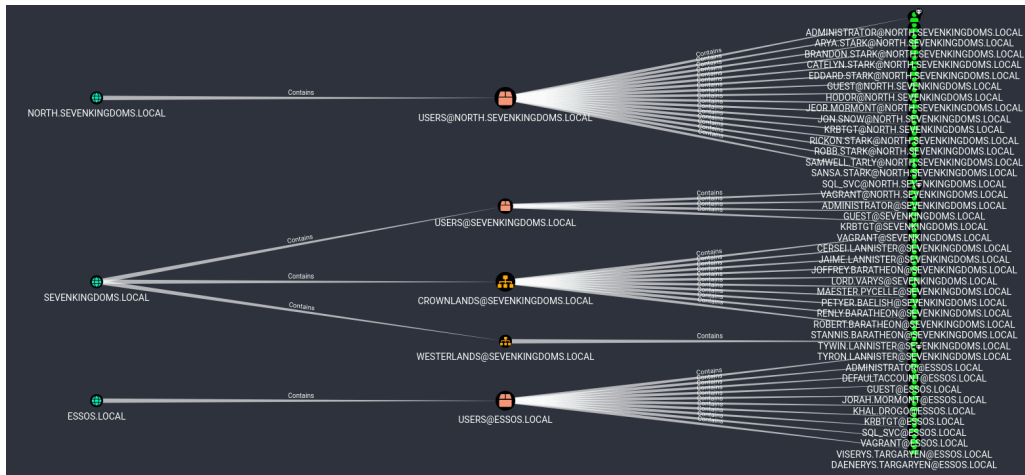 Contains
NORTH.SEVENKINGDOMS.LOCAL
Contains
Contains
Contains
SEVENKINGDOMS.LOCAL
Contains
ESSOS.LOCAL
USERS@NORTH.SEVENKINGDOMS.LOCAL
USERS@SEVENKINGDOMS.LOCAL
CROWNLANDS@SEVENKINGDOMS.LOCAL
WESTERLANDS@SEVENKINGDOMS.LOCAL
USERS@ESSOS.LOCAL
Contains
Contains
Contains
Contains
Contains
ADMINISTRATOR@NORTH.SEVENKINGDOMS.LOCAL
ARYA.STARK@NORTH.SEVENKINGDOMS.LOCAL
BRANDON.STARK@NORTH.SEVENKINGDOMS.LOCAL
CATELYN.STARK@NORTH.SEVENKINGDOMS.LOCAL
EDDARD.STARK@NORTH.SEVENKINGDOMS.LOCAL
GUEST@NORTH.SEVENKINGDOMS.LOCAL
HODOR@NORTH.SEVENKINGDOMS.LOCAL
JEOR.MORMONT@NORTH.SEVENKINGDOMS.LOCAL
JON.SNOW@NORTH.SEVENKINGDOMS.LOCAL
KRBTGT@NORTH.SEVENKINGDOMS.LOCAL
RICKON.STARK@NORTH.SEVENKINGDOMS.LOCAL
ROBB.STARK@NORTH.SEVENKINGDOMS.LOCAL
SAMWELL.TARLY@NORTH.SEVENKINGDOMS.LOCAL
SANSA.STARK@NORTH.SEVENKINGDOMS.LOCAL
SQL_SVC@NORTH.SEVENKINGDOMS.LOCAL
VAGRANT@NORTH.SEVENKINGDOMS.LOCAL
ADMINISTRATOR@SEVENKINGDOMS.LOCAL
GUEST@SEVENKINGDOMS.LOCAL
KRBTGT@SEVENKINGDOMS.LOCAL
VAGRANT@SEVENKINGDOMS.LOCAL
CERSEI.LANNISTER@SEVENKINGDOMS.LOCAL
JAIME.LANNISTER@SEVENKINGDOMS.LOCAL
JOFFREY.BARATHEON@SEVENKINGDOMS.LOCAL
LORD.VARYS@SEVENKINGDOMS.LOCAL
MAESTER.PYCELLE@SEVENKINGDOMS.LOCAL
PETYER.BAELISH@SEVENKINGDOMS.LOCAL
RENLY.BARATHEON@SEVENKINGDOMS.LOCAL
ROBERT.BARATHEON@SEVENKINGDOMS.LOCAL
STANNIS.BARATHEON@SEVENKINGDOMS.LOCAL
TYWIN.LANNISTER@SEVENKINGDOMS.LOCAL
TYRON.LANNISTER@SEVENKINGDOMS.LOCAL
ADMINISTRATOR@ESSOS.LOCAL
DEFAULTACCOUNT@ESSOS.LOCAL
GUEST@ESSOS.LOCAL
JORAH.MORMONT@ESSOS.LOCAL
KHAL.DROGO@ESSOS.LOCAL
KRBTGT@ESSOS.LOCAL
SQL_SVC@ESSOS.LOCAL
VAGRANT@ESSOS.LOCAL
VISERYS.TARGARYEN@ESSOS.LOCAL
DAENERYS.TARGARYEN@ESSOS.LOCAL